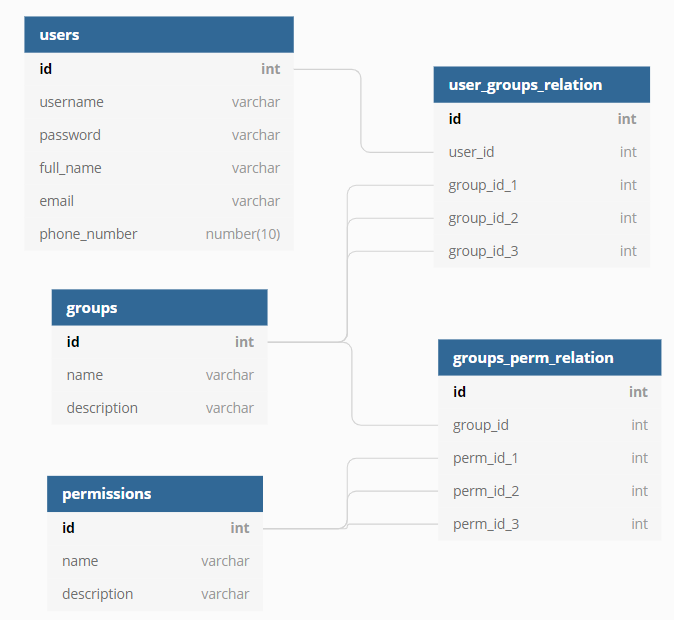 users
id int
username varchar
password varchar
full_name varchar
email varchar
phone_number number(10)
groups
id int
name varchar
description varchar
permissions
id int
name varchar
description varchar
user_groups_relation
id int
user_id int
group_id_1 int
group_id_2 int
group_id_3 int
groups_perm_relation
id int
group_id int
perm_id_1 int
perm_id_2 int
perm_id_3 int